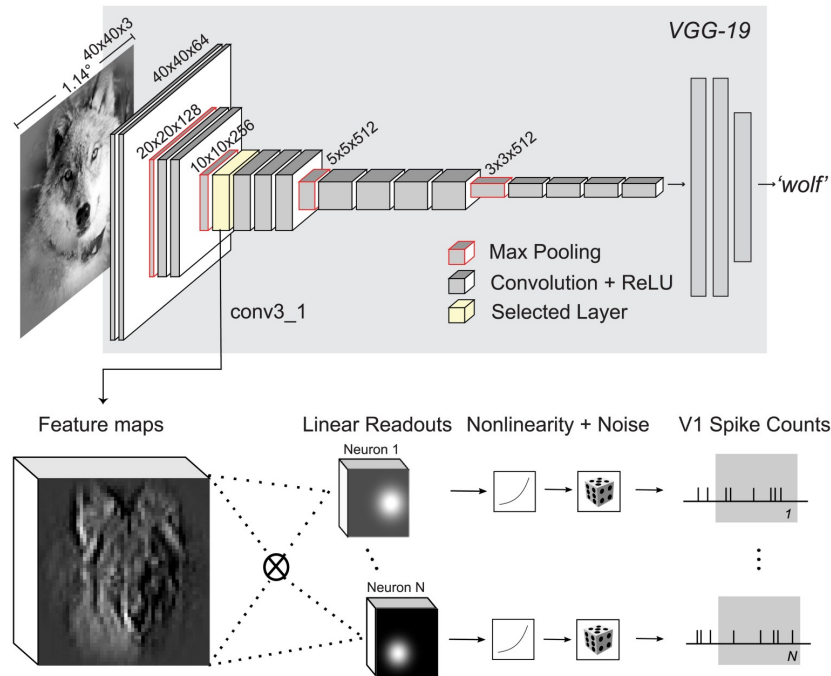 VGG-19
40x40x3
1.14°
40x40x64
20x20x128
10x10x256
5x5x512
3x3x512
'wolf'
Max Pooling
Convolution + ReLU
Selected Layer
conv3_1
Feature maps
Linear Readouts
Nonlinearity + Noise
V1 Spike Counts
Neuron 1
1
Neuron N
N